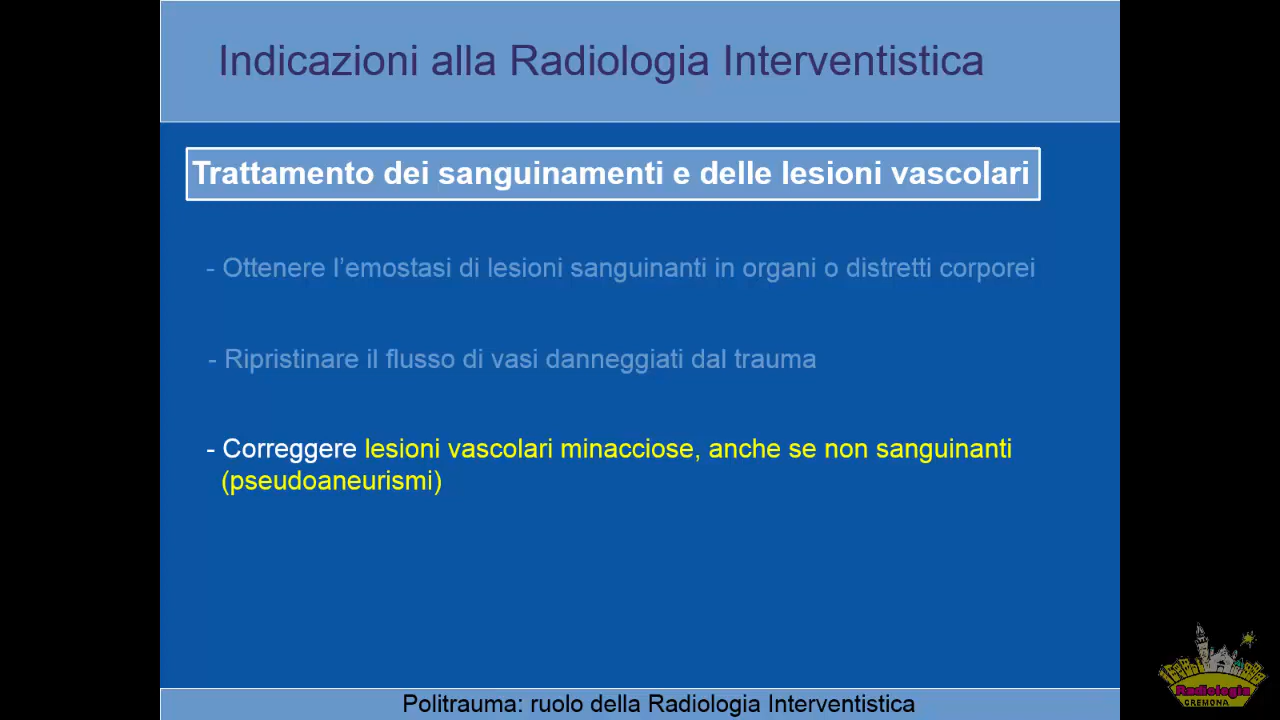 Indicazioni alla Radiologia Interventistica
Trattamento dei sanguinamenti e delle lesioni vascolari
- Ottenere l’emostasi di lesioni sanguinanti in organi o distretti corporei
- Ripristinare il flusso di vasi danneggiati dal trauma
- Correggere lesioni vascolari minacciose, anche se non sanguinanti
(pseudoaneurismi)
Politrauma: ruolo della Radiologia Interventistica
Radiologia
CREMONA